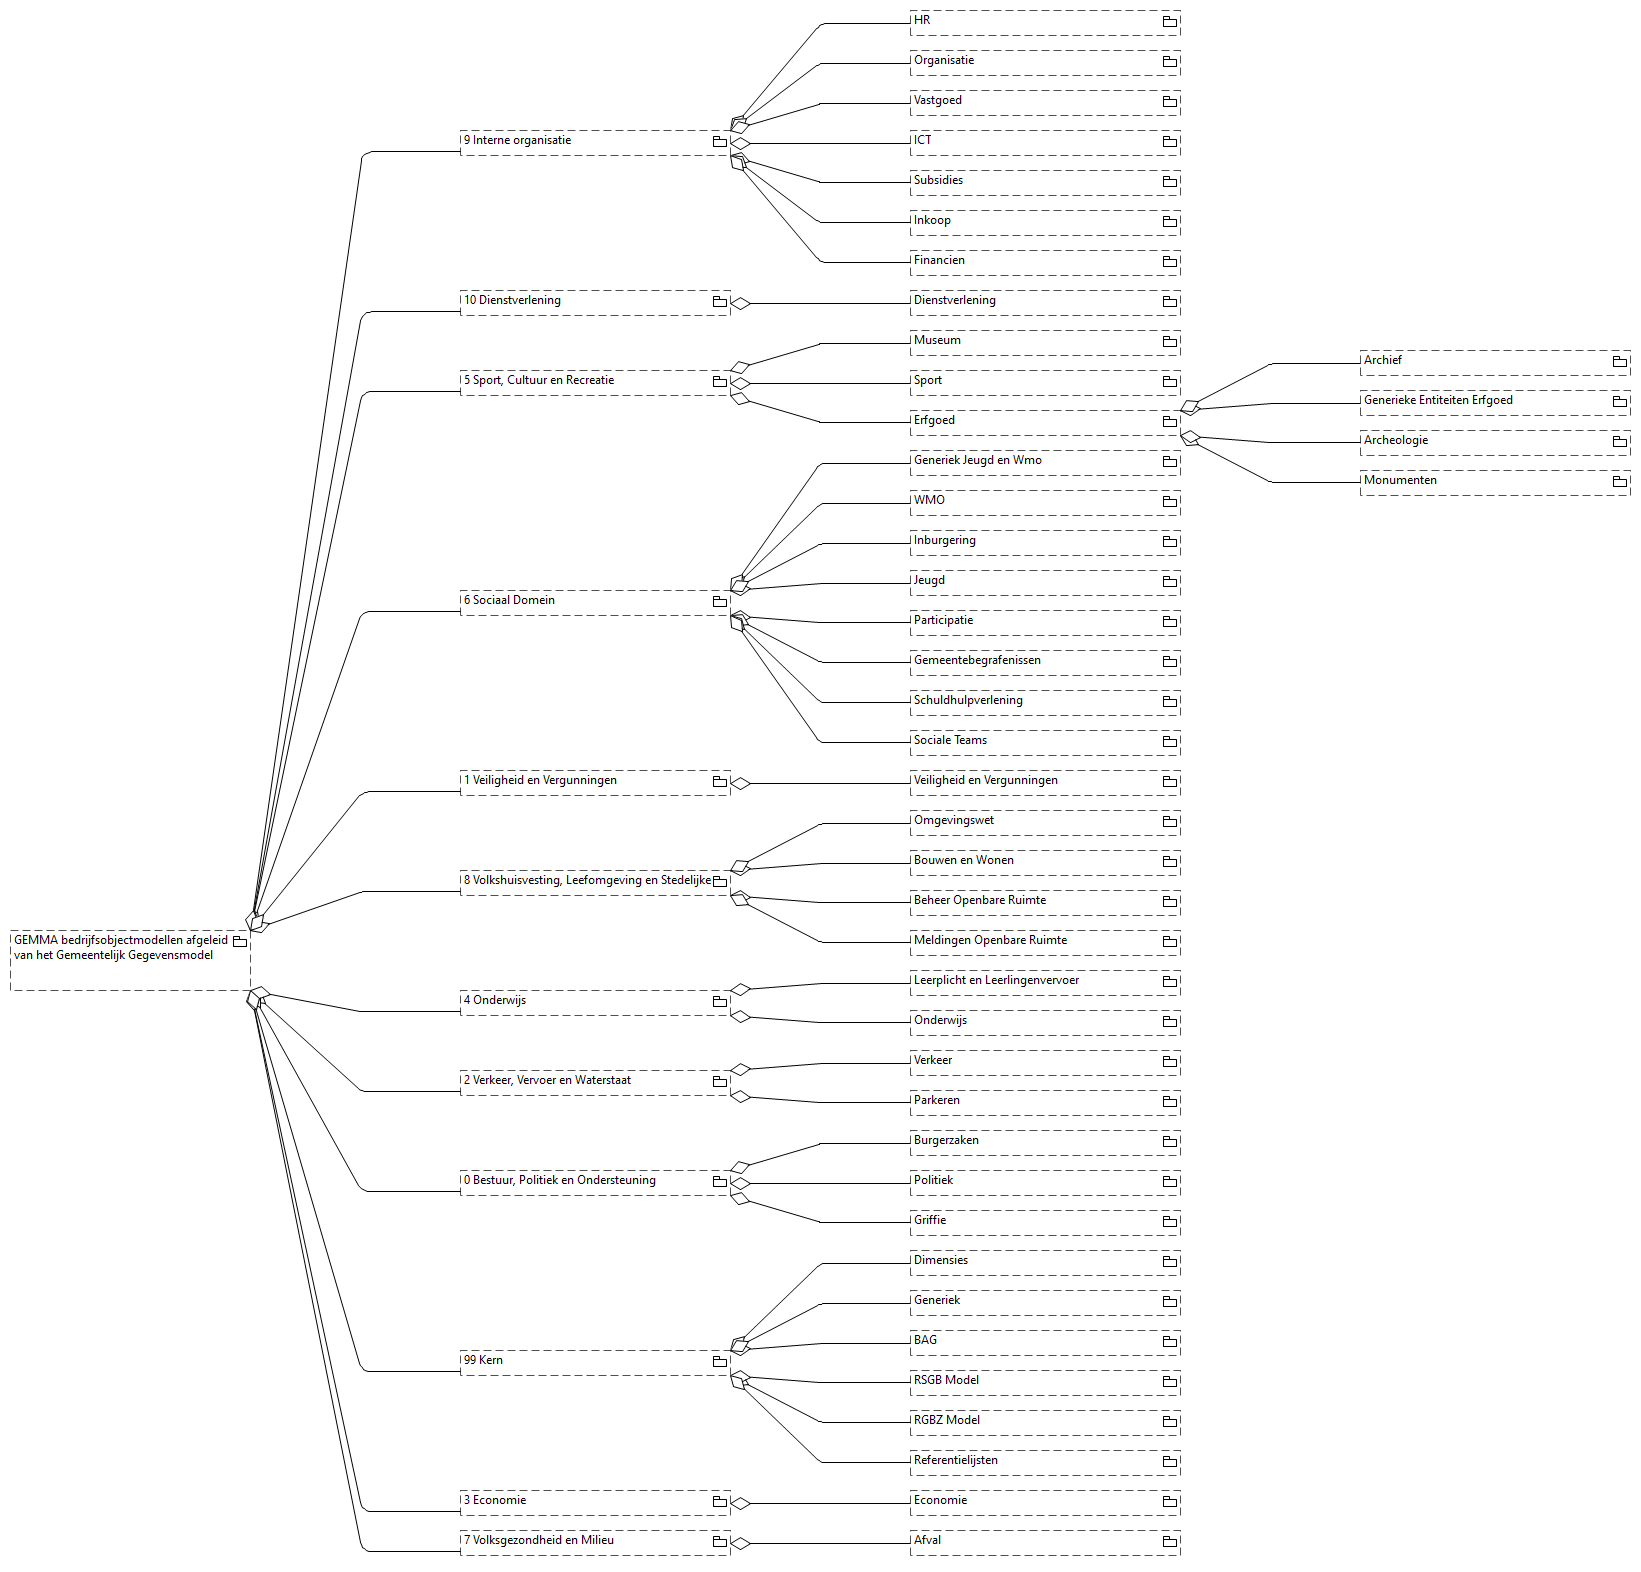 HR
Organisatie
Vastgoed
9 Interne organisatie
ICT
Subsidies
Inkoop
Financien
10 Dienstverlening
Dienstverlening
Museum
5 Sport, Cultuur en Recreatie
Sport
Erfgoed
Archief
Generieke Entiteiten Erfgoed
Archeologie
Monumenten
Generiek Jeugd en Wmo
WMO
Inburgering
Jeugd
6 Sociaal Domein
Participatie
Gemeentebegrafenissen
Schuldhulpverlening
Sociale Teams
1 Veiligheid en Vergunningen
Veiligheid en Vergunningen
Omgevingswet
Bouwen en Wonen
8 Volkshuisvesting, Leefomgeving en Stedelijke
Beheer Openbare Ruimte
Meldingen Openbare Ruimte
GEMMA bedrijfsobjectmodellen afgeleid
van het Gemeentelijk Gegevensmodel
Leerplicht en Leerlingenvervoer
4 Onderwijs
Onderwijs
Verkeer
2 Verkeer, Vervoer en Waterstaat
Parkeren
Burgerzaken
0 Bestuur, Politiek en Ondersteuning
Politiek
Griffie
Dimensies
Generiek
BAG
99 Kern
RSGB Model
RGBZ Model
Referentielijsten
3 Economie
Economie
7 Volksgezondheid en Milieu
Afval